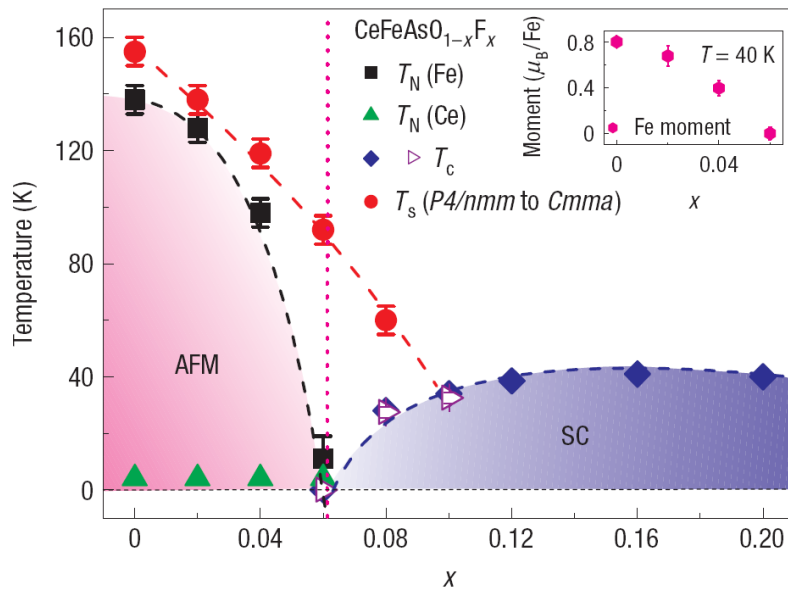 CeFeAsO1−xFx
TN (Fe)
TN (Ce)
Tc
Ts (P4/nmm to Cmma)
Moment (μB/Fe)
0.8
0.4
0
T = 40 K
Fe moment
0 0.04
x
Temperature (K)
160
120
80
40
0
AFM
SC
0 0.04 0.08 0.12 0.16 0.20
x